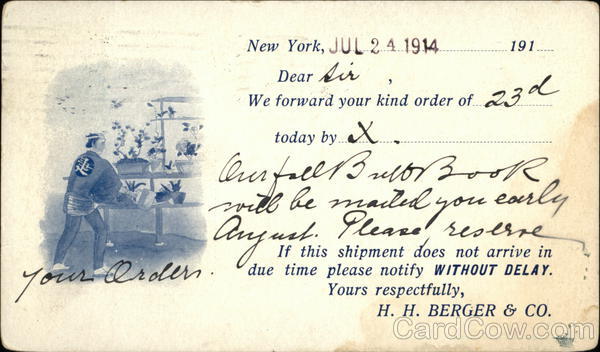 New York, JUL 24 1914 191
Dear Sir,
We forward your kind order of 23d
today by X.
Our fall Bulb Book
will be mailed you early
August. Please reserve
your Orders.
If this shipment does not arrive in
due time please notify WITHOUT DELAY.
Yours respectfully,
H. H. BERGER & CO.
CardCow.com